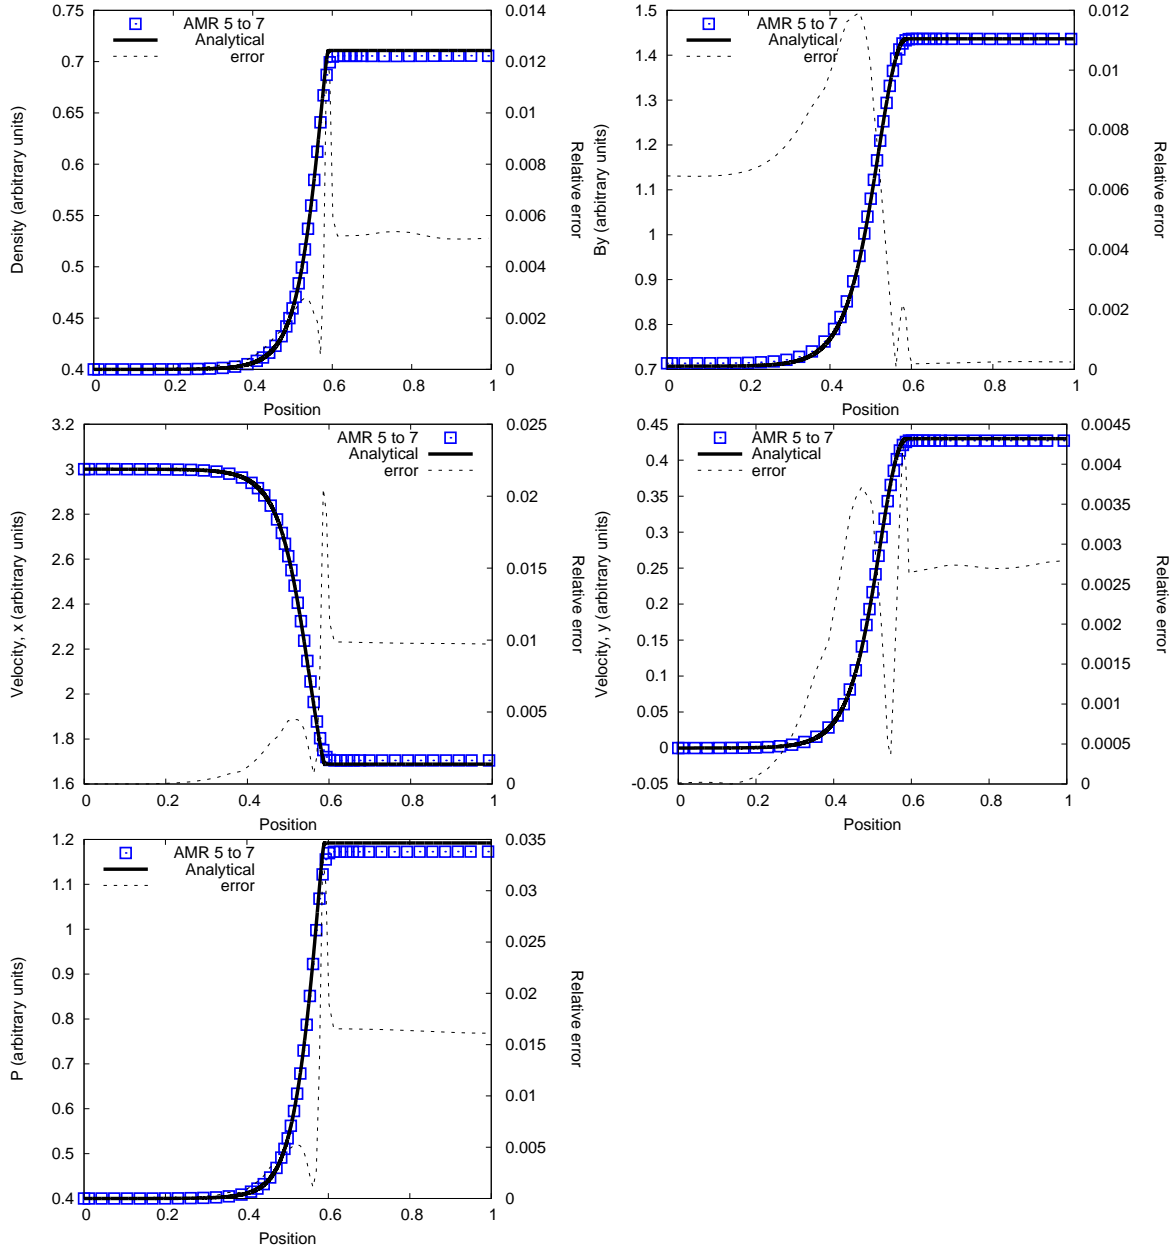 AMR 5 to 7
Analytical
error
Density (arbitrary units)
0.75
0.7
0.65
0.6
0.55
0.5
0.45
0.4
0 0.2 0.4 0.6 0.8 1
Position
0.014
0.012
0.01
0.008
0.006
0.004
0.002
0
Relative error
AMR 5 to 7
Analytical
error
By (arbitrary units)
1.5
1.4
1.3
1.2
1.1
1
0.9
0.8
0.7
0 0.2 0.4 0.6 0.8 1
Position
0.012
0.01
0.008
0.006
0.004
0.002
0
Relative error
AMR 5 to 7
Analytical
error
Velocity, x (arbitrary units)
3.2
3
2.8
2.6
2.4
2.2
2
1.8
1.6
0 0.2 0.4 0.6 0.8 1
Position
0.025
0.02
0.015
0.01
0.005
0
Relative error
AMR 5 to 7
Analytical
error
Velocity, y (arbitrary units)
0.45
0.4
0.35
0.3
0.25
0.2
0.15
0.1
0.05
0
-0.05
0 0.2 0.4 0.6 0.8 1
Position
0.0045
0.004
0.0035
0.003
0.0025
0.002
0.0015
0.001
0.0005
0
Relative error
AMR 5 to 7
Analytical
error
P (arbitrary units)
1.2
1.1
1
0.9
0.8
0.7
0.6
0.5
0.4
0 0.2 0.4 0.6 0.8 1
Position
0.035
0.03
0.025
0.02
0.015
0.01
0.005
0
Relative error